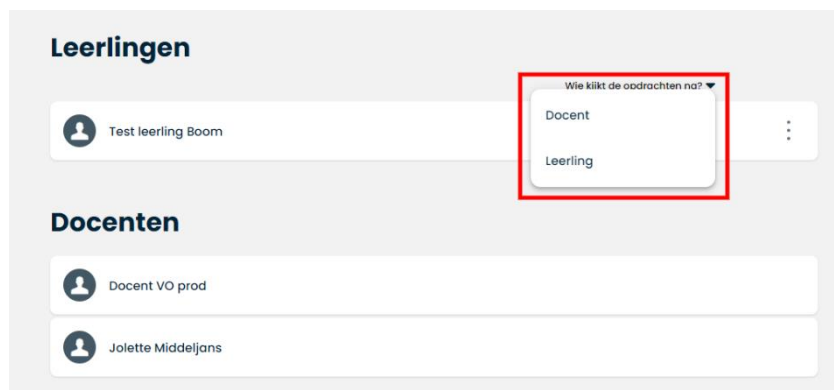 Leerlingen
Wie kijkt de opdrachten na?
Test leerling Boom
Docent
Leerling
Docenten
Docent VO prod
Jolette Middeljans